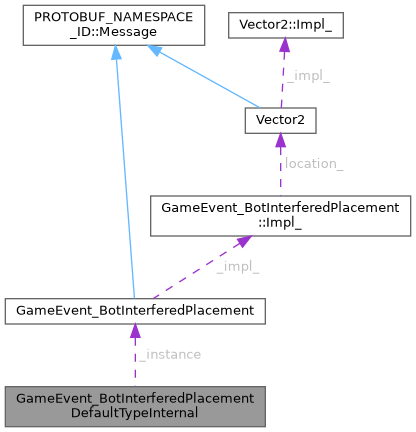 PROTOBUF_NAMESPACE
_ID::Message
Vector2::Impl_
_impl_
Vector2
location_
GameEvent_BotInterferedPlacement
::Impl_
_impl_
GameEvent_BotInterferedPlacement
_instance
GameEvent_BotInterferedPlacement
DefaultTypeInternal